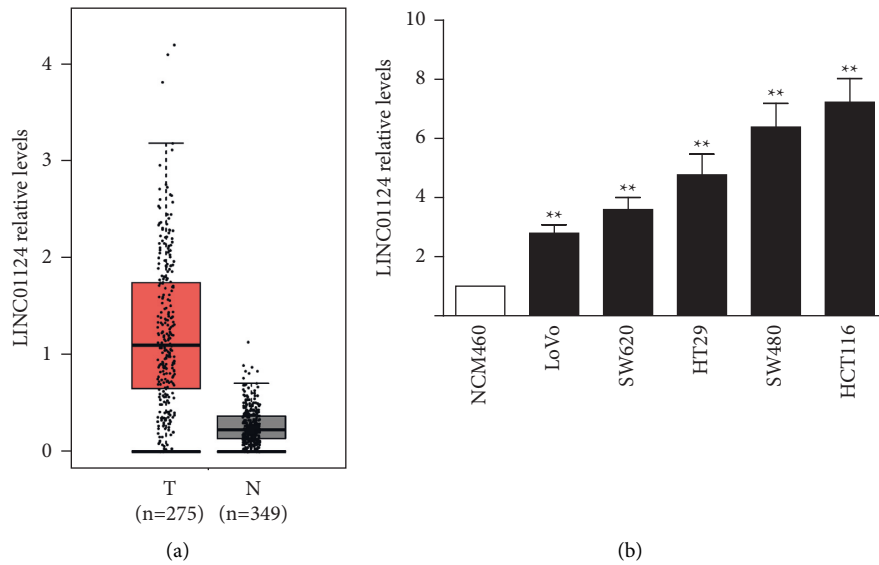 LINC01124 relative levels
4
3
2
1
0
T
(n=275)
N
(n=349)
(a)
LINC01124 relative levels
10
8
6
4
2
**
**
**
**
**
NCM460
LoVo
SW620
HT29
SW480
HCT116
(b)